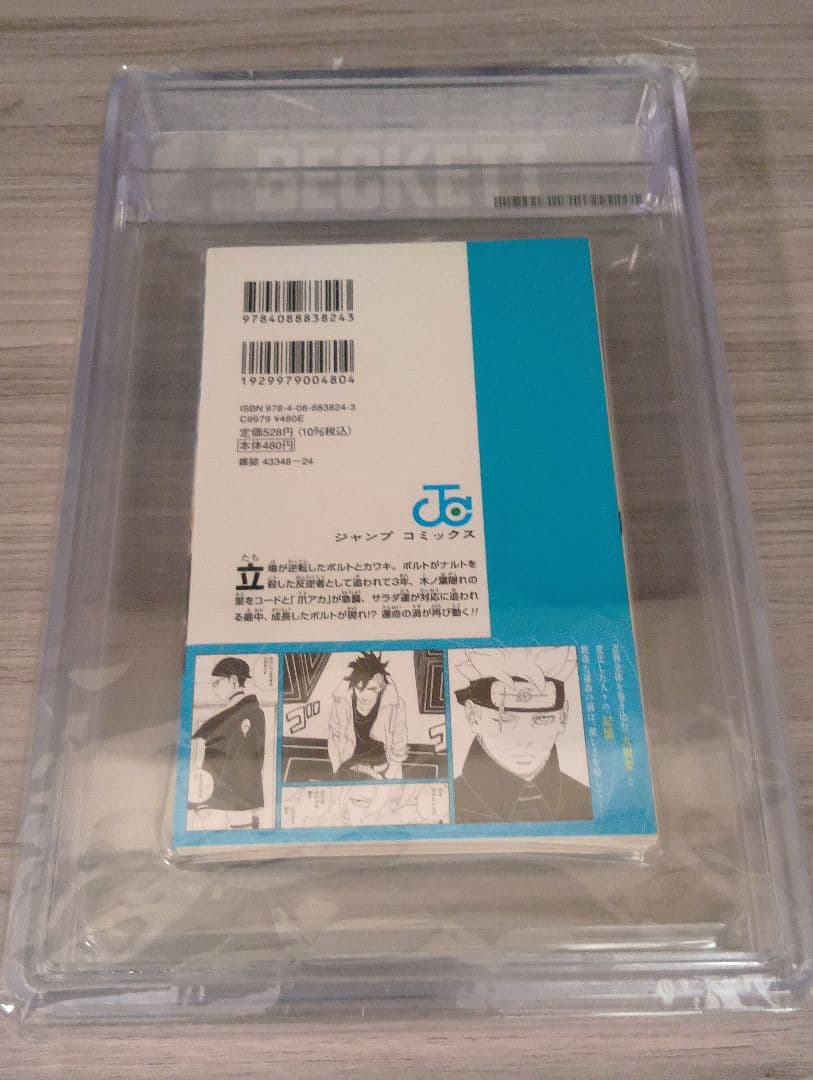 BECKETT
9784088838243
1929979004804
ISBN 978-4-08-883824-3
C9979 ¥480E
定価528円(10%税込)
本体480円
雑誌 43348-24
ジャンプ コミックス
立場が逆転したボルトとカワキ。ボルトがナルトを
殺した反逆者として追われて3年、木ノ葉隠れの
里をコードと「爪アカ」が急襲、サラダ達が対応に追われ
る最中、成長したボルトが現れ!? 運命の渦が再び動く!!
ゴゴ